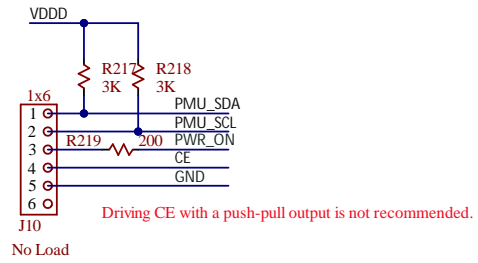 VDDD
R217
3K
R218
3K
1x6
1
PMU_SDA
2
PMU_SCL
3
R219
200
PWR_ON
4
CE
5
GND
6
Driving CE with a push-pull output is not recommended.
J10
No Load